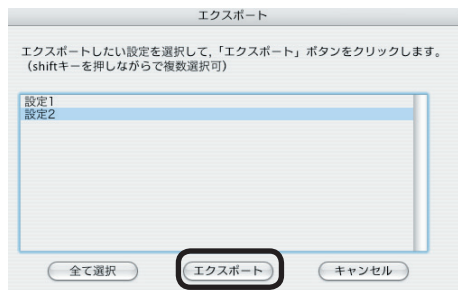 エクスポート
エクスポートしたい設定を選択して,「エクスポート」ボタンをクリックします。
（shiftキーを押しながらで複数選択可）
設定1
設定2
全て選択 エクスポート キャンセル